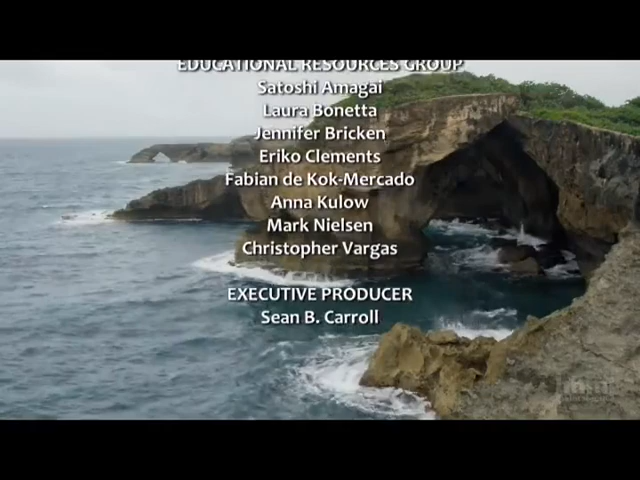 EDUCATIONAL RESOURCES GROUP
Satoshi Amagai
Laura Bonetta
Jennifer Bricken
Eriko Clements
Fabian de Kok-Mercado
Anna Kulow
Mark Nielsen
Christopher Vargas
EXECUTIVE PRODUCER
Sean B. Carroll